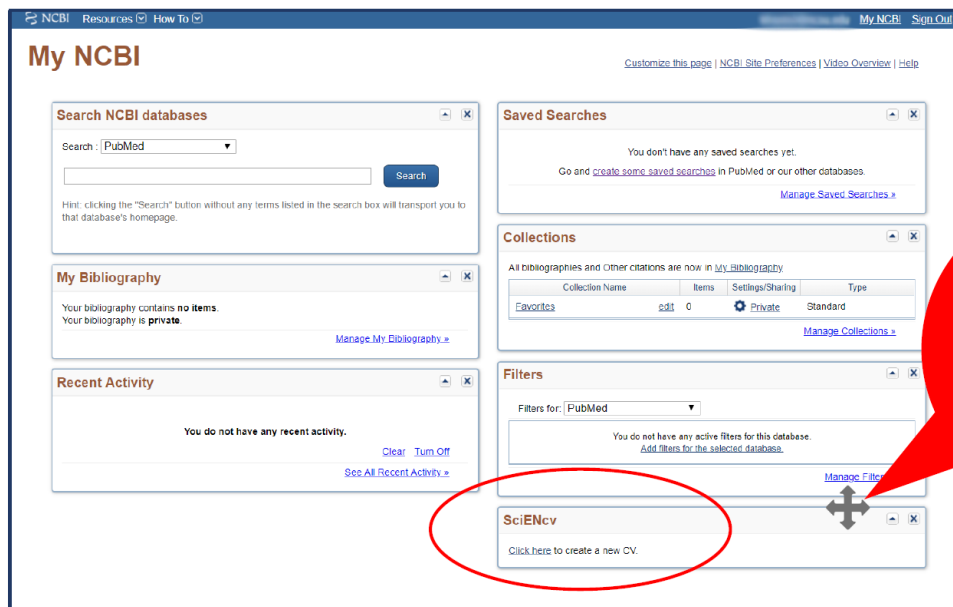 NCBI Resources How To My NCBI Sign Out
My NCBI
Customize this page | NCBI Site Preferences | Video Overview | Help
Search NCBI databases
Search : PubMed
Search
Hint: clicking the "Search" button without any terms listed in the search box will transport you to
that database's homepage.
My Bibliography
Your bibliography contains no items.
Your bibliography is private.
Manage My Bibliography »
Recent Activity
You do not have any recent activity.
Clear Turn Off
See All Recent Activity »
Saved Searches
You don't have any saved searches yet.
Go and create some saved searches in PubMed or our other databases.
Manage Saved Searches »
Collections
All bibliographies and Other citations are now in My Bibliography
Collection Name Items Settings/Sharing Type
Favorites edit 0 Private Standard
Manage Collections »
Filters
Filters for: PubMed
You do not have any active filters for this database.
Add filters for the selected database.
Manage Filter
SciENcv
Click here to create a new CV.